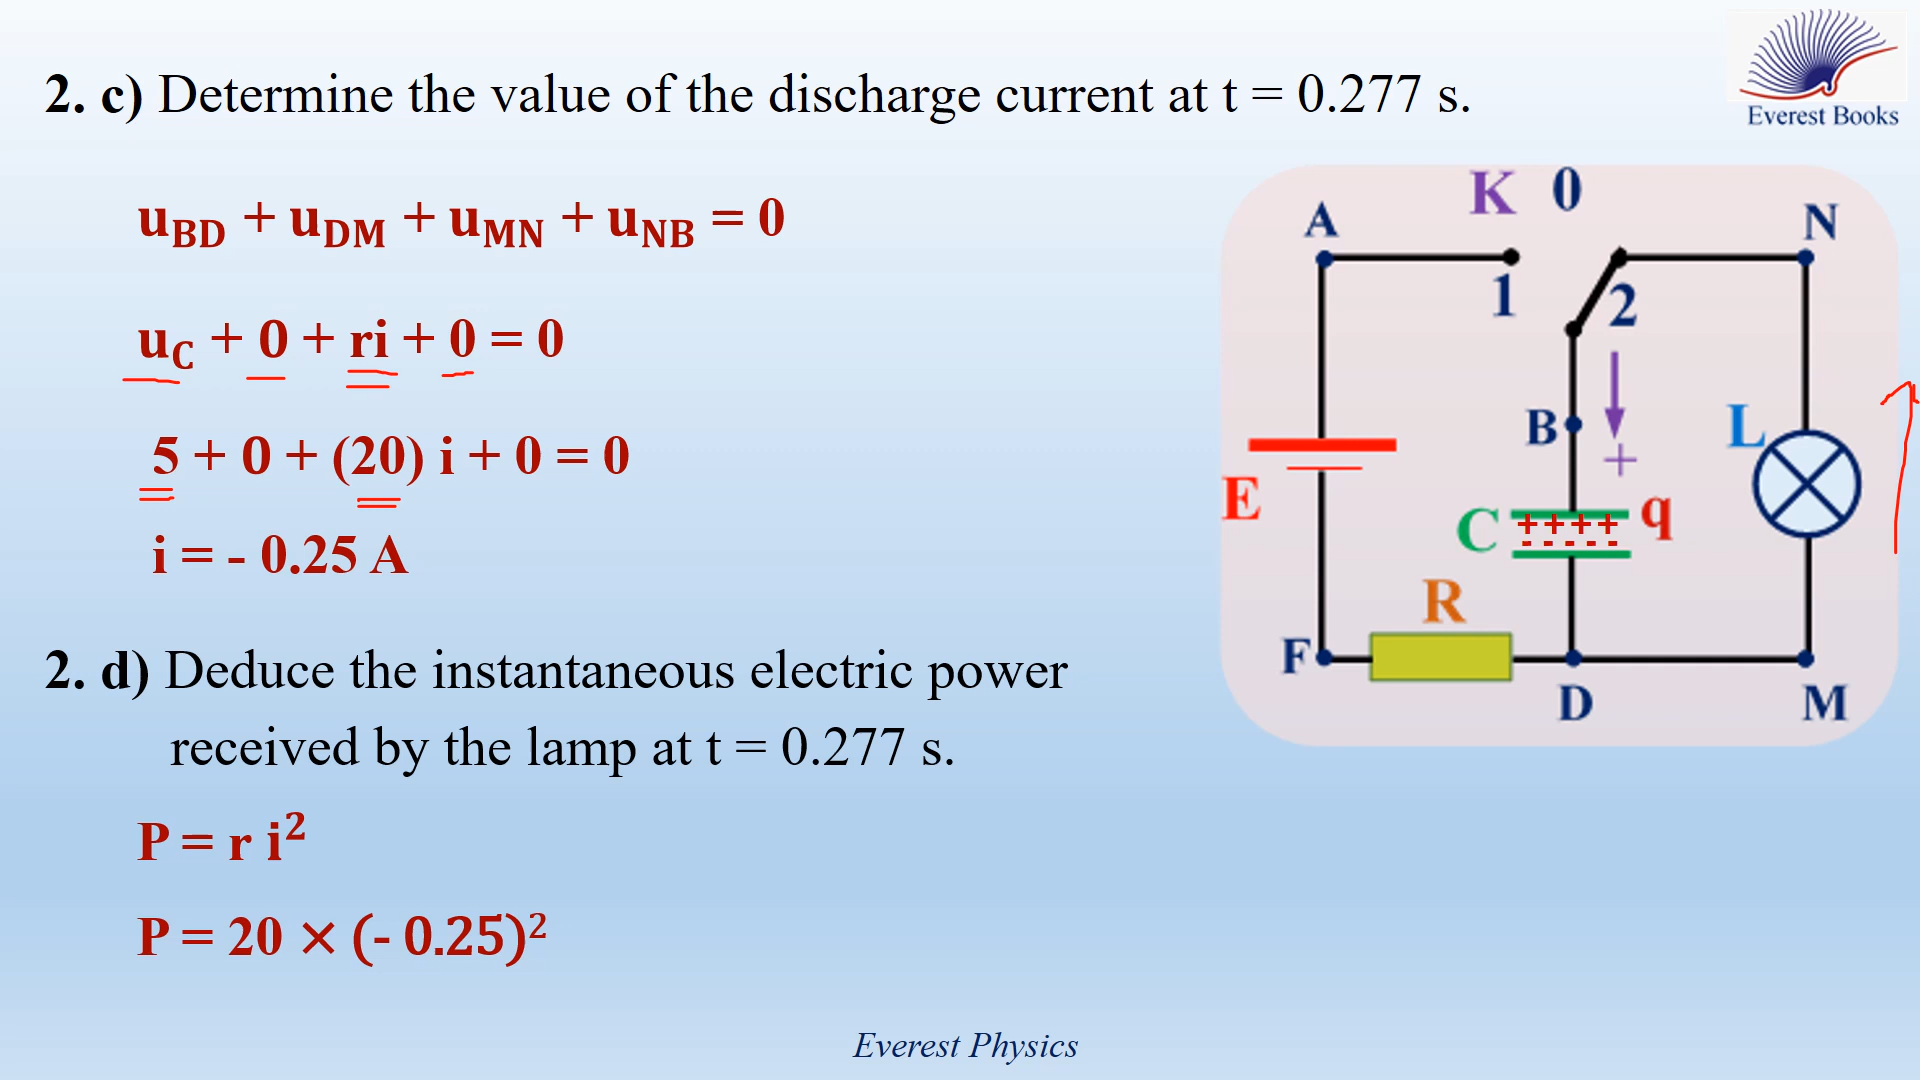 2. c) Determine the value of the discharge current at t = 0.277 s.
Everest Books
u_BD + u_DM + u_MN + u_NB = 0
u_C + 0 + ri + 0 = 0
5 + 0 + (20) i + 0 = 0
i = - 0.25 A
2. d) Deduce the instantaneous electric power
received by the lamp at t = 0.277 s.
P = r i²
P = 20 × (- 0.25)²
K 0
A
N
1
2
B
L
+
E
C
++++
-----
q
R
F
D
M
Everest Physics